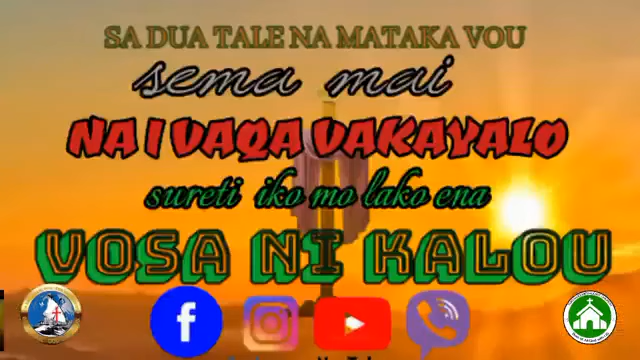 SA DUA TALE NA MATAKA VOU
sema mai
NA I VAQA VAKAYALO
sureti iko mo lako ena
VOSA NI KALOU